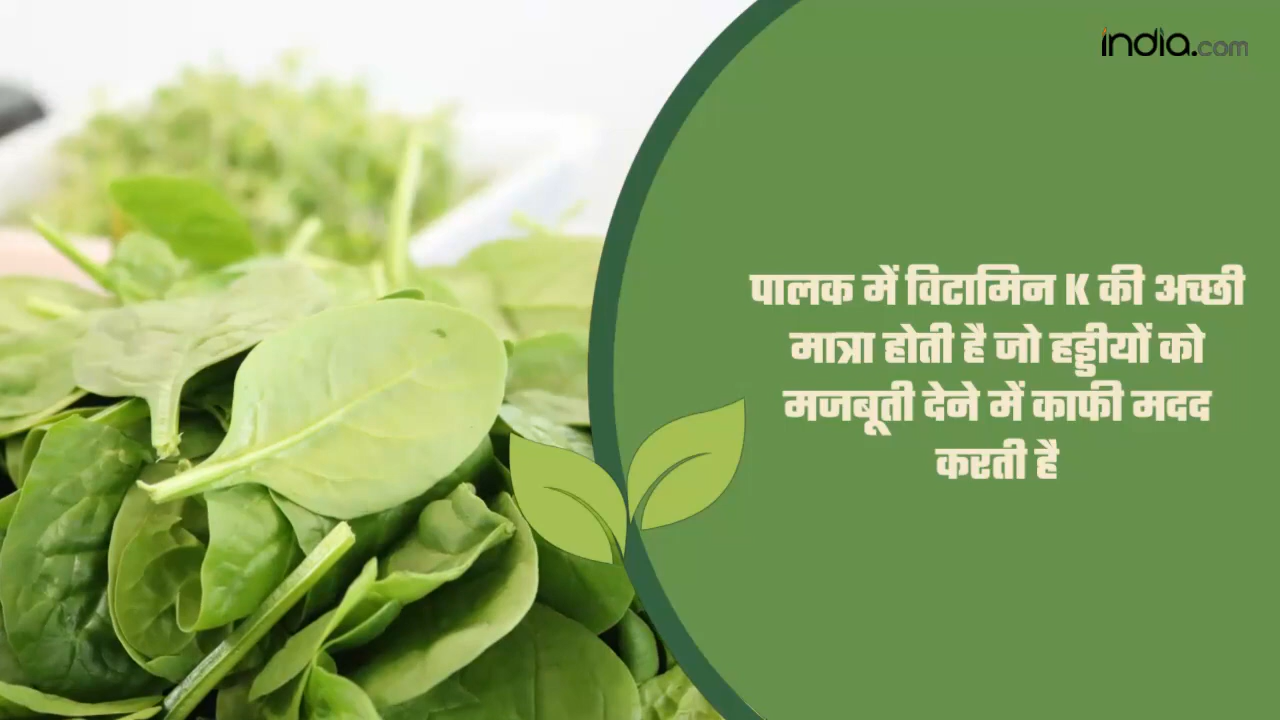 india.com
पालक में विटामिन K की अच्छी
मात्रा होती है जो हड्डीयों को
मजबूती देने में काफी मदद
करती है